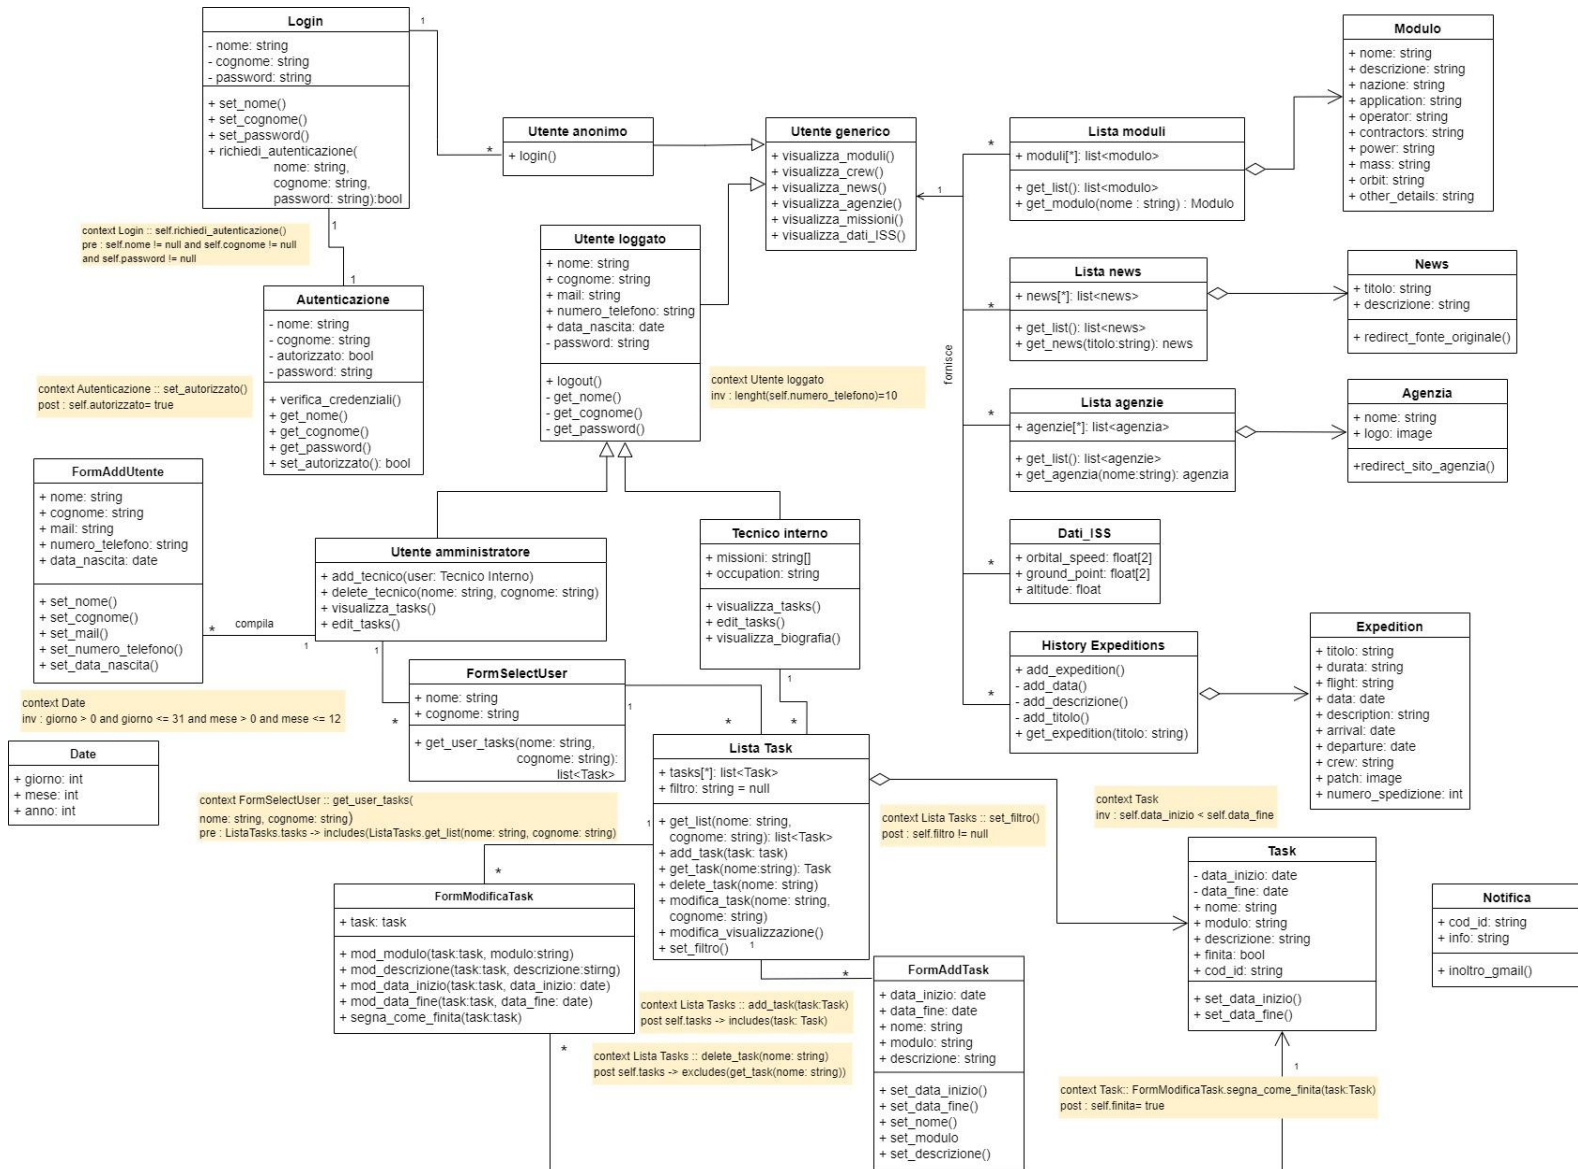 Login
- nome: string
- cognome: string
- password: string
+ set_nome()
+ set_cognome()
+ set_password()
+ richiedi_autenticazione(
nome: string,
cognome: string,
password: string):bool
1
*
1
1
context Login :: self.richiedi_autenticazione()
pre : self.nome != null and self.cognome != null
and self.password != null
Autenticazione
- nome: string
- cognome: string
- autorizzato: bool
- password: string
+ verifica_credenziali()
+ get_nome()
+ get_cognome()
+ get_password()
+ set_autorizzato(): bool
context Autenticazione :: set_autorizzato()
post : self.autorizzato= true
Utente anonimo
+ login()
Utente generico
+ visualizza_moduli()
+ visualizza_crew()
+ visualizza_news()
+ visualizza_agenzie()
+ visualizza_missioni()
+ visualizza_dati_ISS()
1
fornisce
*
*
*
*
*
Utente loggato
+ nome: string
+ cognome: string
+ mail: string
+ numero_telefono: string
+ data_nascita: date
- password: string
+ logout()
- get_nome()
- get_cognome()
- get_password()
context Utente loggato
inv : lenght(self.numero_telefono)=10
Lista moduli
+ moduli[*]: list<modulo>
+ get_list(): list<modulo>
+ get_modulo(nome : string) : Modulo
Modulo
+ nome: string
+ descrizione: string
+ nazione: string
+ application: string
+ operator: string
+ contractors: string
+ power: string
+ mass: string
+ orbit: string
+ other_details: string
Lista news
+ news[*]: list<news>
+ get_list(): list<news>
+ get_news(titolo:string): news
News
+ titolo: string
+ descrizione: string
+ redirect_fonte_originale()
Lista agenzie
+ agenzie[*]: list<agenzia>
+ get_list(): list<agenzie>
+ get_agenzia(nome:string): agenzia
Agenzia
+ nome: string
+ logo: image
+redirect_sito_agenzia()
Dati_ISS
+ orbital_speed: float[2]
+ ground_point: float[2]
+ altitude: float
History Expeditions
+ add_expedition()
- add_data()
- add_descrizione()
- add_titolo()
+ get_expedition(titolo: string)
Expedition
+ titolo: string
+ durata: string
+ flight: string
+ data: date
+ description: string
+ arrival: date
+ departure: date
+ crew: string
+ patch: image
+ numero_spedizione: int
FormAddUtente
+ nome: string
+ cognome: string
+ mail: string
+ numero_telefono: string
+ data_nascita: date
+ set_nome()
+ set_cognome()
+ set_mail()
+ set_numero_telefono()
+ set_data_nascita()
*
compila
1
Utente amministratore
+ add_tecnico(user: Tecnico Interno)
+ delete_tecnico(nome: string, cognome: string)
+ visualizza_tasks()
+ edit_tasks()
1
*
Tecnico interno
+ missioni: string[]
+ occupation: string
+ visualizza_tasks()
+ edit_tasks()
+ visualizza_biografia()
1
*
context Date
inv : giorno > 0 and giorno <= 31 and mese > 0 and mese <= 12
Date
+ giorno: int
+ mese: int
+ anno: int
FormSelectUser
+ nome: string
+ cognome: string
+ get_user_tasks(nome: string,
cognome: string):
list<Task>
1
*
context FormSelectUser :: get_user_tasks(
nome: string, cognome: string)
pre : ListaTasks.tasks -> includes(ListaTasks.get_list(nome: string, cognome: string)
Lista Task
+ tasks[*]: list<Task>
+ filtro: string = null
+ get_list(nome: string,
cognome: string): list<Task>
+ add_task(task: task)
+ get_task(nome:string): Task
+ delete_task(nome: string)
+ modifica_task(nome: string,
cognome: string)
+ modifica_visualizzazione()
+ set_filtro()
1
*
1
*
context Lista Tasks :: set_filtro()
post : self.filtro != null
context Task
inv : self.data_inizio < self.data_fine
Task
- data_inizio: date
- data_fine: date
+ nome: string
+ modulo: string
+ descrizione: string
+ finita: bool
+ cod_id: string
+ set_data_inizio()
+ set_data_fine()
1
Notifica
+ cod_id: string
+ info: string
+ inoltro_gmail()
FormModificaTask
+ task: task
+ mod_modulo(task:task, modulo:string)
+ mod_descrizione(task:task, descrizione:stirng)
+ mod_data_inizio(task:task, data_inizio: date)
+ mod_data_fine(task:task, data_fine: date)
+ segna_come_finita(task:task)
*
context Lista Tasks :: add_task(task:Task)
post self.tasks -> includes(task: Task)
context Lista Tasks :: delete_task(nome: string)
post self.tasks -> excludes(get_task(nome: string))
FormAddTask
+ data_inizio: date
+ data_fine: date
+ nome: string
+ modulo: string
+ descrizione: string
+ set_data_inizio()
+ set_data_fine()
+ set_nome()
+ set_modulo
+ set_descrizione()
context Task:: FormModificaTask.segna_come_finita(task:Task)
post : self.finita= true